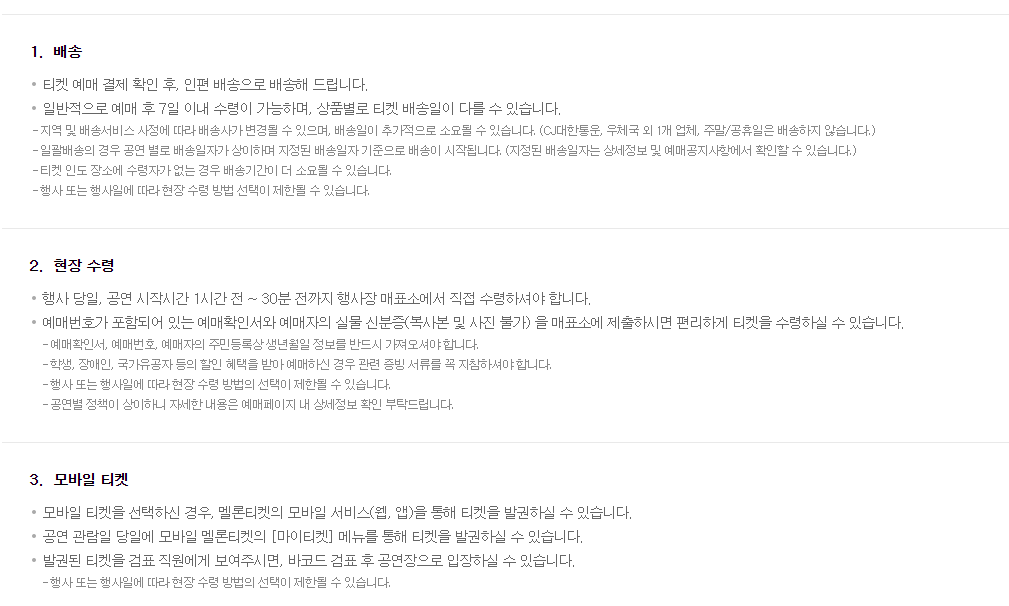 1. 배송
• 티켓 예매 결제 확인 후, 인편 배송으로 배송해 드립니다.
• 일반적으로 예매 후 7일 이내 수령이 가능하며, 상품별로 티켓 배송일이 다를 수 있습니다.
- 지역 및 배송서비스 사정에 따라 배송사가 변경될 수 있으며, 배송일이 추가적으로 소요될 수 있습니다. (CJ대한통운, 우체국 외 1개 업체, 주말/공휴일은 배송하지 않습니다.)
- 일괄배송의 경우 공연 별로 배송일자가 상이하며 지정된 배송일자 기준으로 배송이 시작됩니다. (지정된 배송일자는 상세정보 및 예매공지사항에서 확인할 수 있습니다.)
- 티켓 인도 장소에 수령자가 없는 경우 배송기간이 더 소요될 수 있습니다.
- 행사 또는 행사일에 따라 현장 수령 방법 선택이 제한될 수 있습니다.
2. 현장 수령
• 행사 당일, 공연 시작시간 1시간 전 ~ 30분 전까지 행사장 매표소에서 직접 수령하셔야 합니다.
• 예매번호가 포함되어 있는 예매확인서와 예매자의 실물 신분증(복사본 및 사진 불가) 을 매표소에 제출하시면 편리하게 티켓을 수령하실 수 있습니다.
- 예매확인서, 예매번호, 예매자의 주민등록상 생년월일 정보를 반드시 가져오셔야 합니다.
- 학생, 장애인, 국가유공자 등의 할인 혜택을 받아 예매하신 경우 관련 증빙 서류를 꼭 지참하셔야 합니다.
- 행사 또는 행사일에 따라 현장 수령 방법의 선택이 제한될 수 있습니다.
- 공연별 정책이 상이하니 자세한 내용은 예매페이지 내 상세정보 확인 부탁드립니다.
3. 모바일 티켓
• 모바일 티켓을 선택하신 경우, 멜론티켓의 모바일 서비스(웹, 앱)을 통해 티켓을 발권하실 수 있습니다.
• 공연 관람일 당일에 모바일 멜론티켓의 [마이티켓] 메뉴를 통해 티켓을 발권하실 수 있습니다.
• 발권된 티켓을 검표 직원에게 보여주시면, 바코드 검표 후 공연장으로 입장하실 수 있습니다.
- 행사 또는 행사일에 따라 현장 수령 방법의 선택이 제한될 수 있습니다.